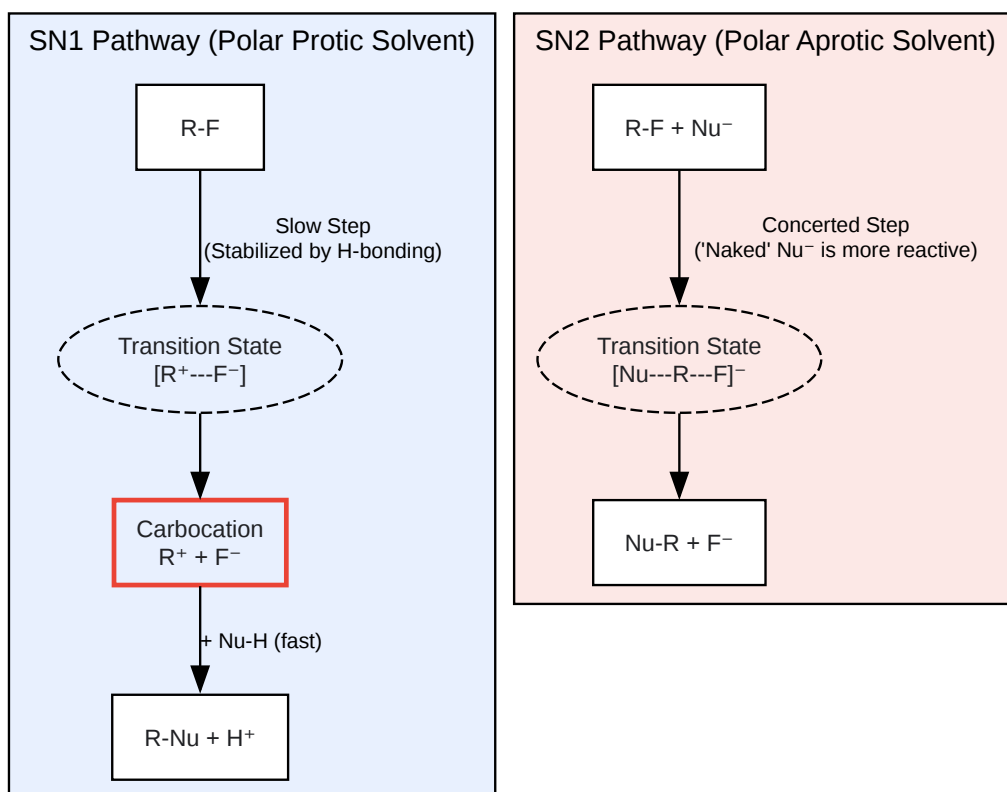 SN1 Pathway (Polar Protic Solvent)
R-F
Slow Step
(Stabilized by H-bonding)
Transition State
[R⁺---F⁻]
Carbocation
R⁺ + F⁻
+ Nu-H (fast)
R-Nu + H⁺
SN2 Pathway (Polar Aprotic Solvent)
R-F + Nu⁻
Concerted Step
('Naked' Nu⁻ is more reactive)
Transition State
[Nu---R---F]⁻
Nu-R + F⁻